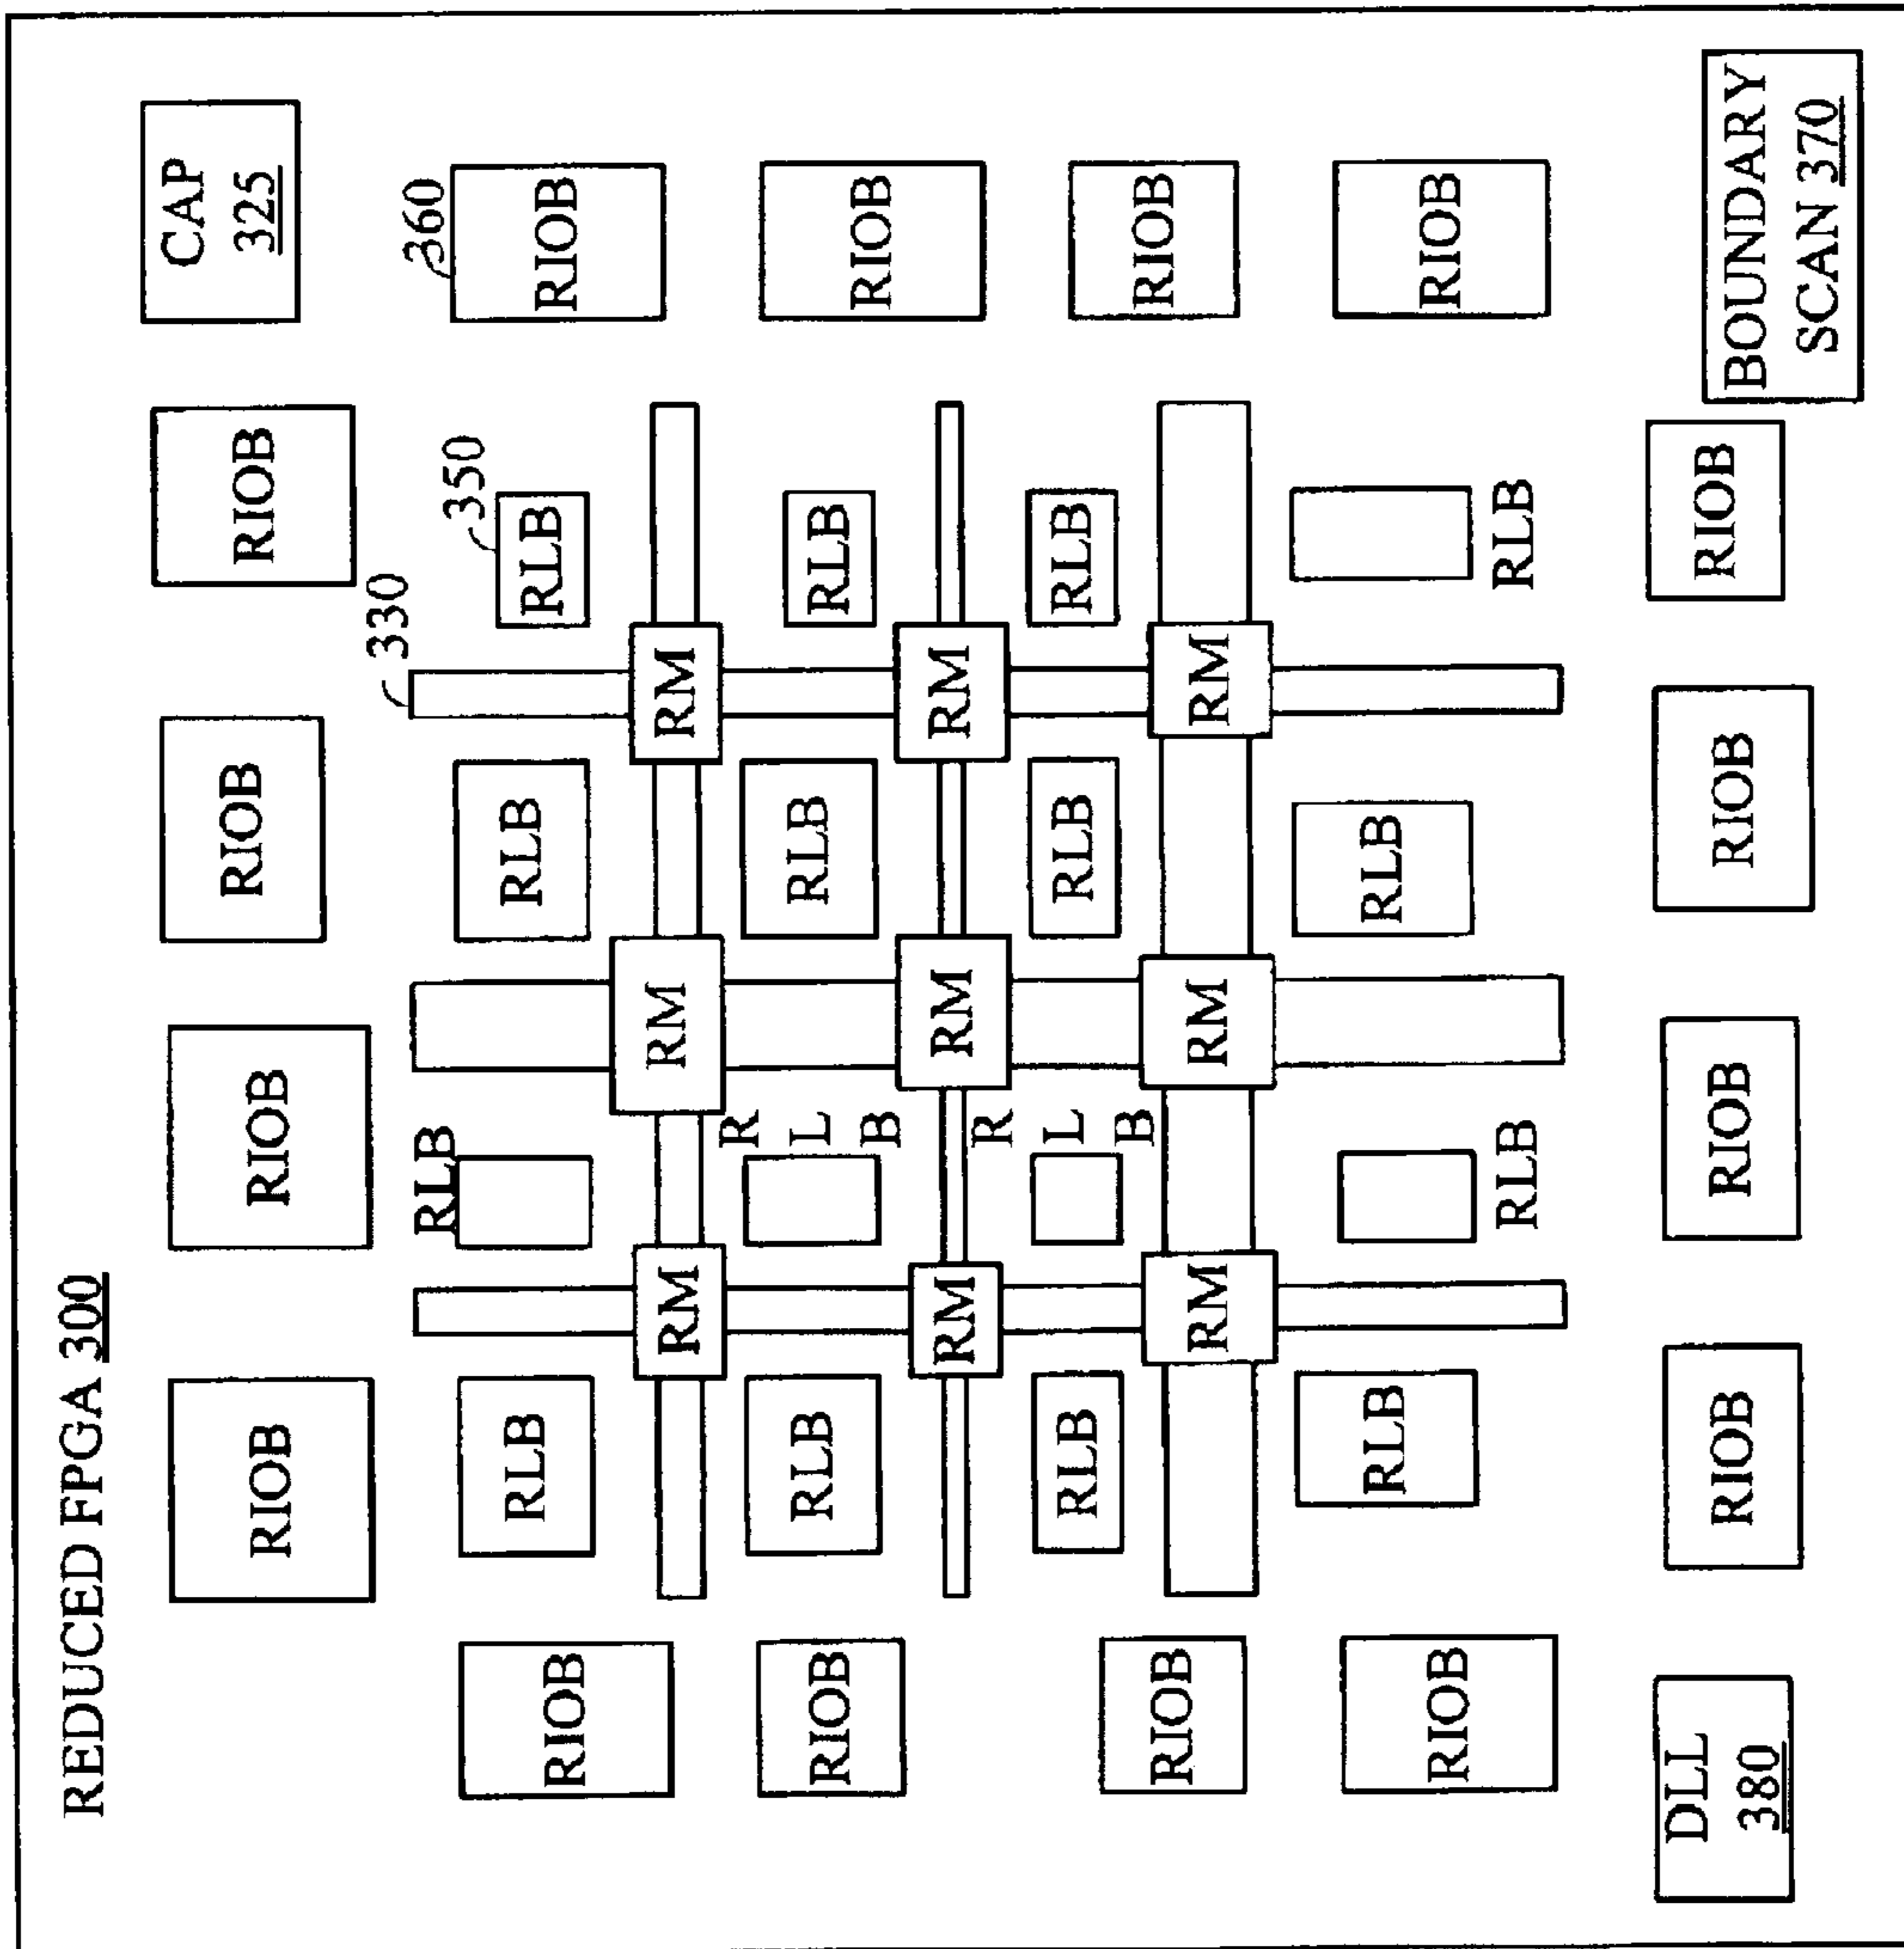 REDUCED FPGA 300
RIOB
RIOB
RIOB
RIOB
CAP
325
330
360
RLB
350
RIOB
RLB
RLB
RLB
RIOB
RM
RM
RM
RIOB
RLB
R
L
B
RLB
RLB
RIOB
RM
RM
RM
RIOB
RLB
R
L
B
RLB
RLB
RIOB
RM
RM
RM
RIOB
RLB
RLB
RLB
RLB
RIOB
DLL
380
RIOB
RIOB
RIOB
RIOB
BOUNDARY
SCAN 370